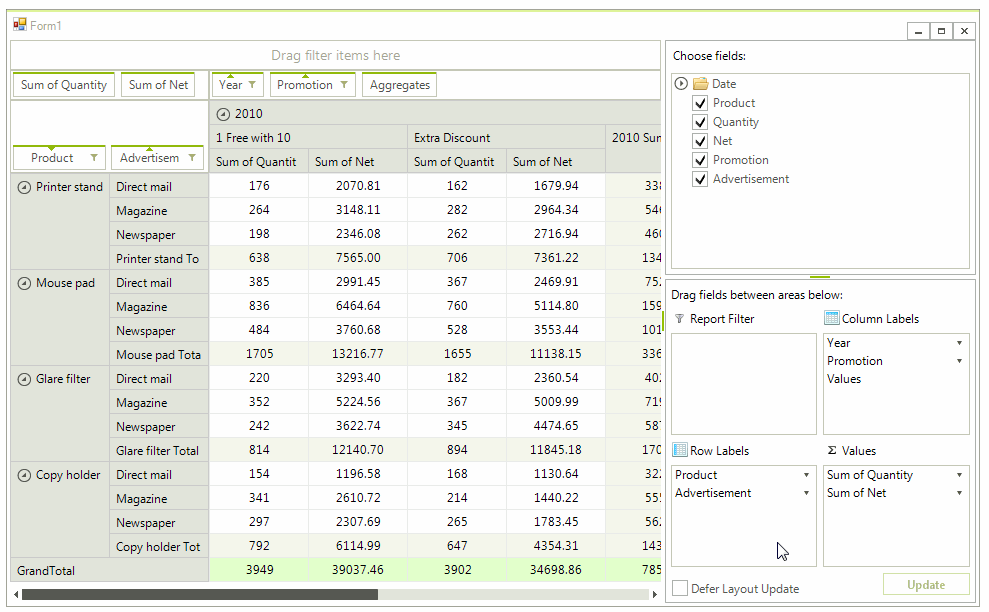 Form1
Drag filter items here
Sum of Quantity Sum of Net Year Promotion Aggregates
2010
1 Free with 10 Extra Discount 2010 Sum
Product Advertisem Sum of Quantit Sum of Net Sum of Quantit Sum of Net
Printer stand Direct mail 176 2070.81 162 1679.94 338
Magazine 264 3148.11 282 2964.34 546
Newspaper 198 2346.08 262 2716.94 460
Printer stand To 638 7565.00 706 7361.22 134
Mouse pad Direct mail 385 2991.45 367 2469.91 752
Magazine 836 6464.64 760 5114.80 159
Newspaper 484 3760.68 528 3553.44 101
Mouse pad Tota 1705 13216.77 1655 11138.15 336
Glare filter Direct mail 220 3293.40 182 2360.54 402
Magazine 352 5224.56 367 5009.99 719
Newspaper 242 3622.74 345 4474.65 587
Glare filter Total 814 12140.70 894 11845.18 170
Copy holder Direct mail 154 1196.58 168 1130.64 322
Magazine 341 2610.72 214 1440.22 555
Newspaper 297 2307.69 265 1783.45 562
Copy holder Tot 792 6114.99 647 4354.31 143
GrandTotal 3949 39037.46 3902 34698.86 785
Choose fields:
Date
Product
Quantity
Net
Promotion
Advertisement
Drag fields between areas below:
Report Filter
Column Labels
Year
Promotion
Values
Row Labels
Product
Advertisement
Σ Values
Sum of Quantity
Sum of Net
Defer Layout Update
Update